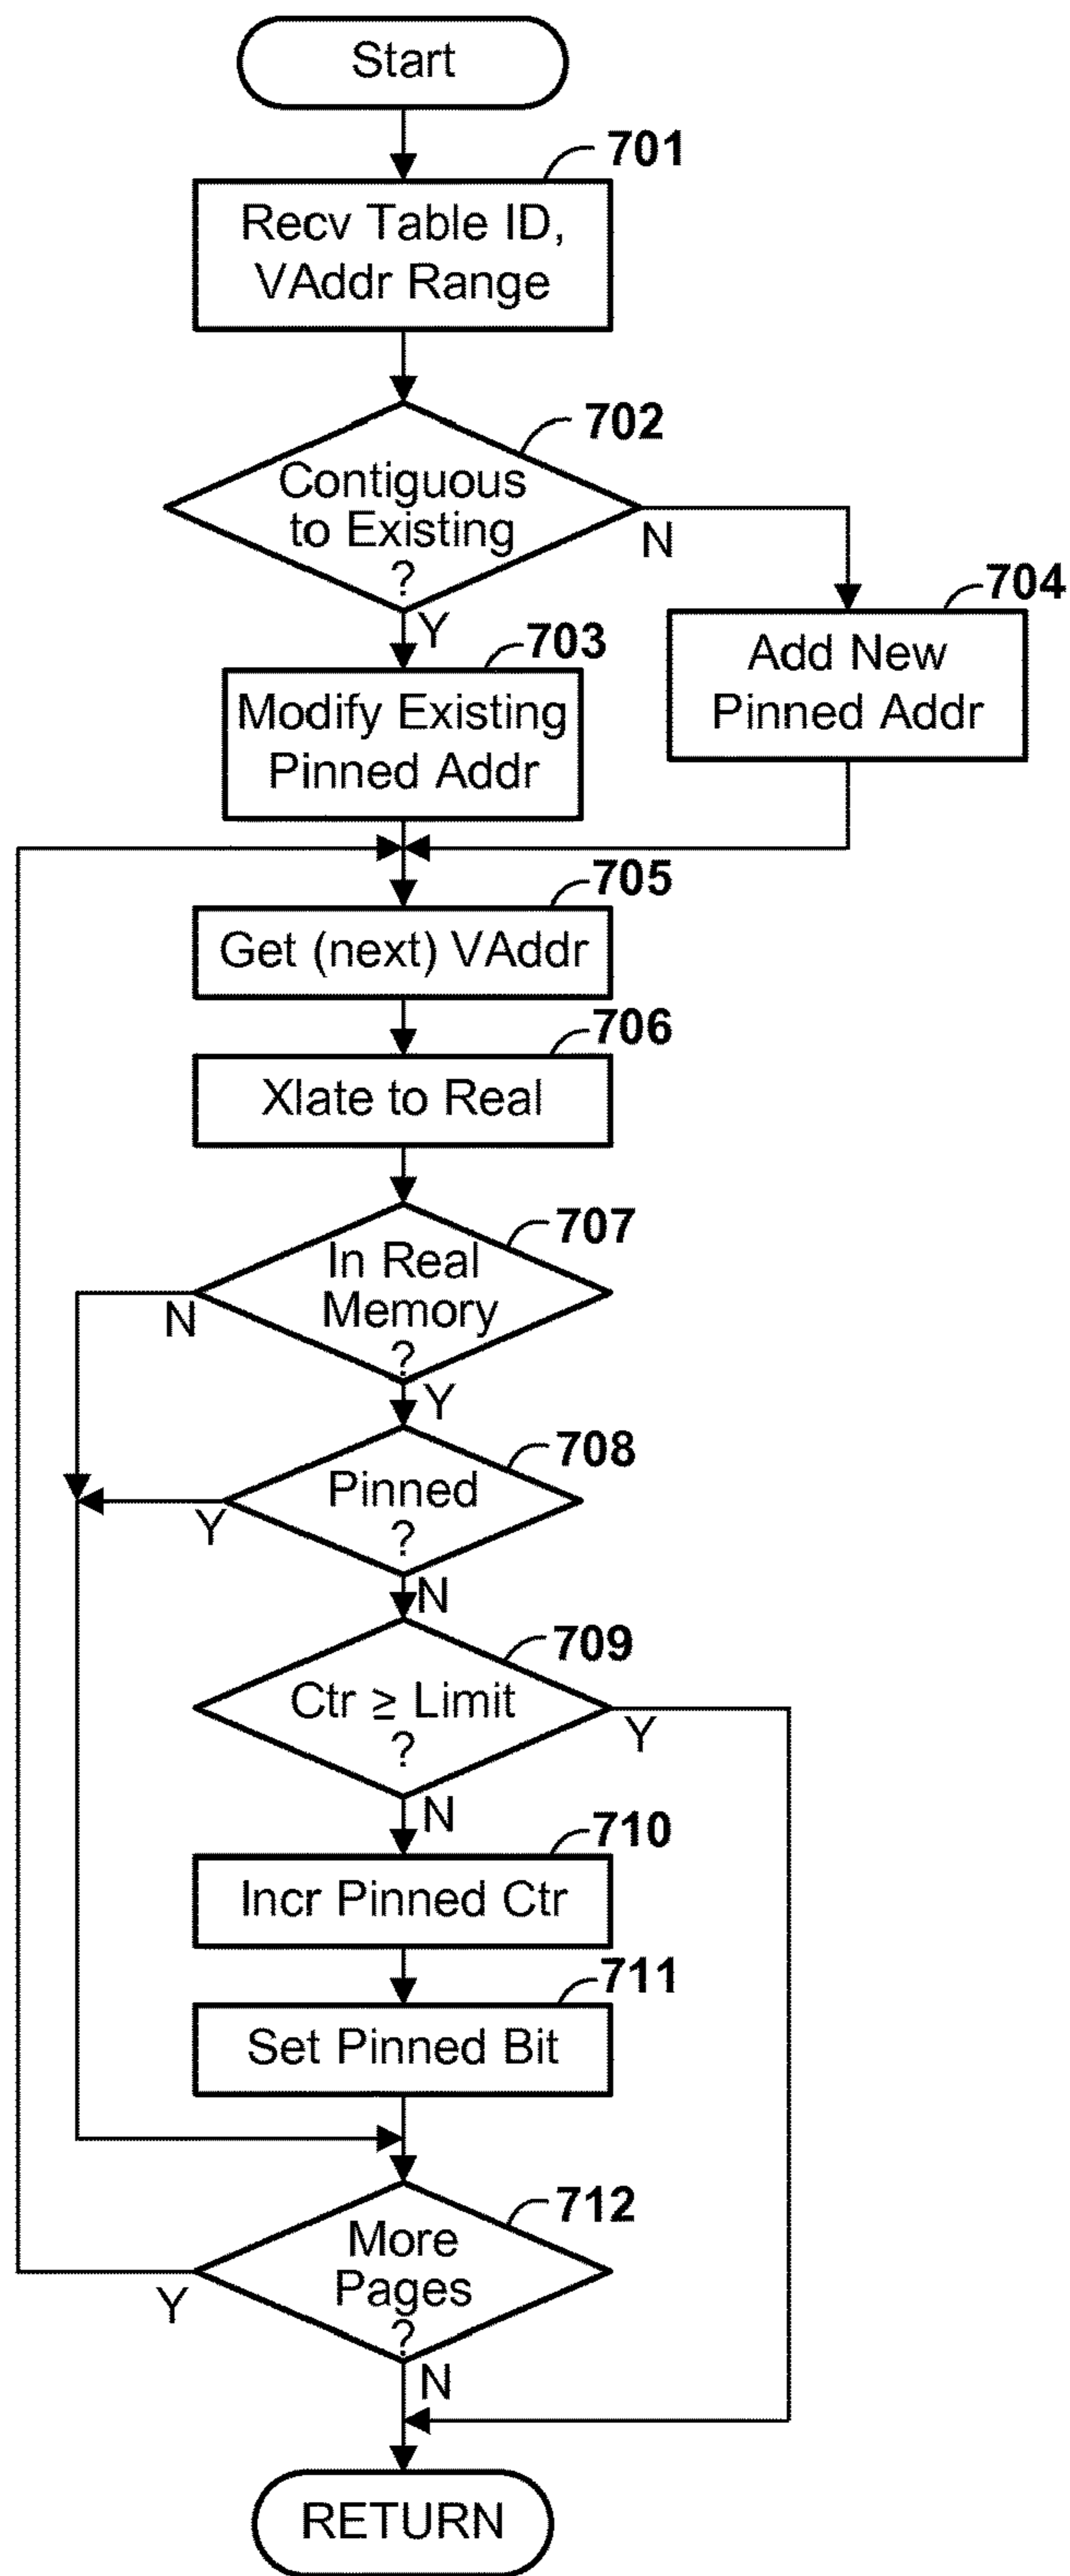 Start
701
Recv Table ID,
VAddr Range
702
Contiguous
to Existing
?
N
Y
704
Add New
Pinned Addr
703
Modify Existing
Pinned Addr
705
Get (next) VAddr
706
Xlate to Real
707
In Real
Memory
?
N
Y
708
Pinned
?
Y
N
709
Ctr ≥ Limit
?
Y
N
710
Incr Pinned Ctr
711
Set Pinned Bit
712
More
Pages
?
Y
N
RETURN